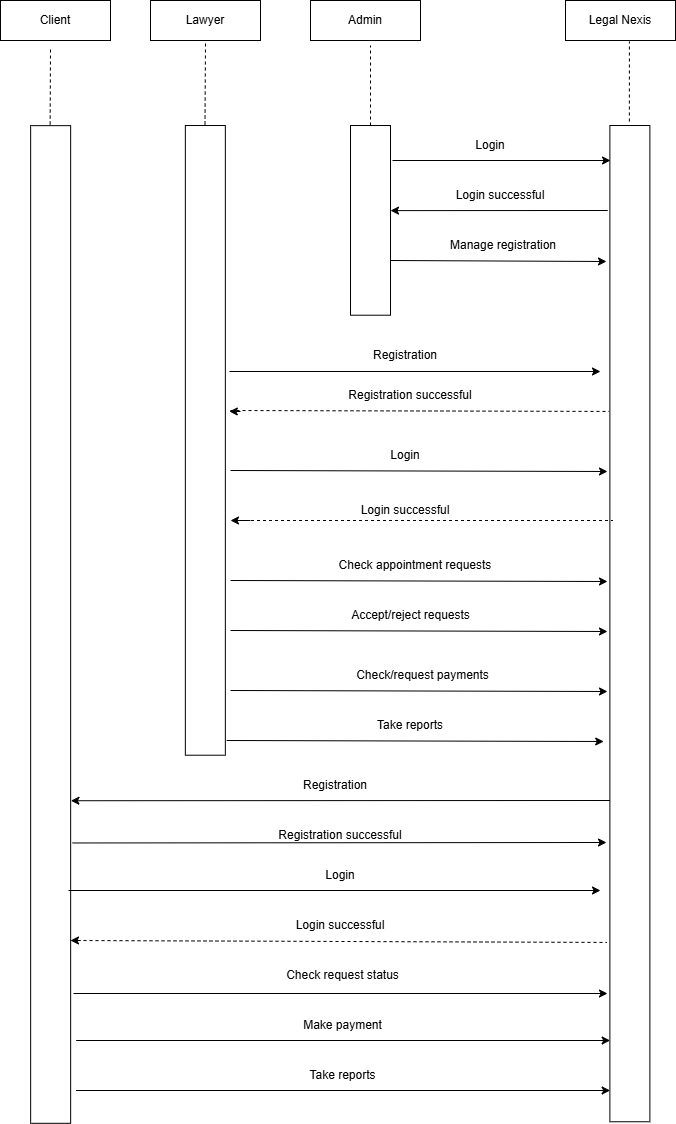 Client
Lawyer
Admin
Legal Nexis
Login
Login successful
Manage registration
Registration
Registration successful
Login
Login successful
Check appointment requests
Accept/reject requests
Check/request payments
Take reports
Registration
Registration successful
Login
Login successful
Check request status
Make payment
Take reports